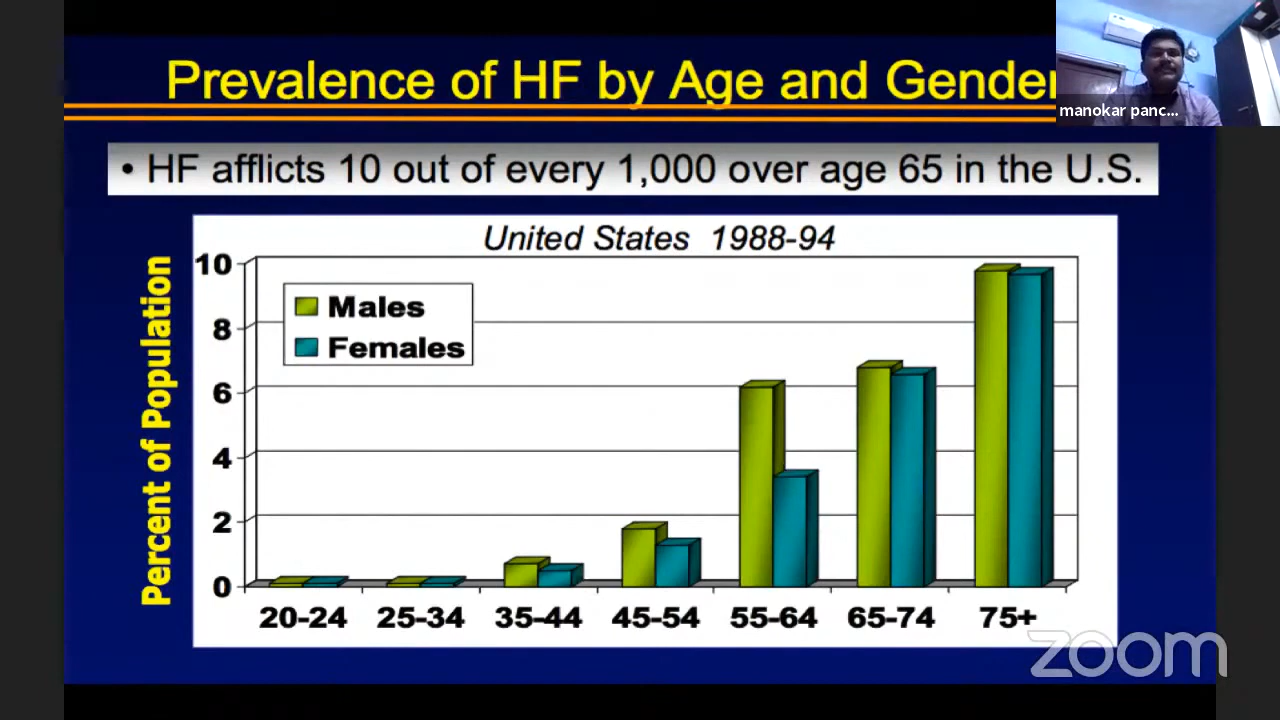 Prevalence of HF by Age and Gender
manokar panc...
• HF afflicts 10 out of every 1,000 over age 65 in the U.S.
United States 1988-94
Percent of Population
10
8
6
4
2
0
Males
Females
20-24 25-34 35-44 45-54 55-64 65-74 75+
zoom